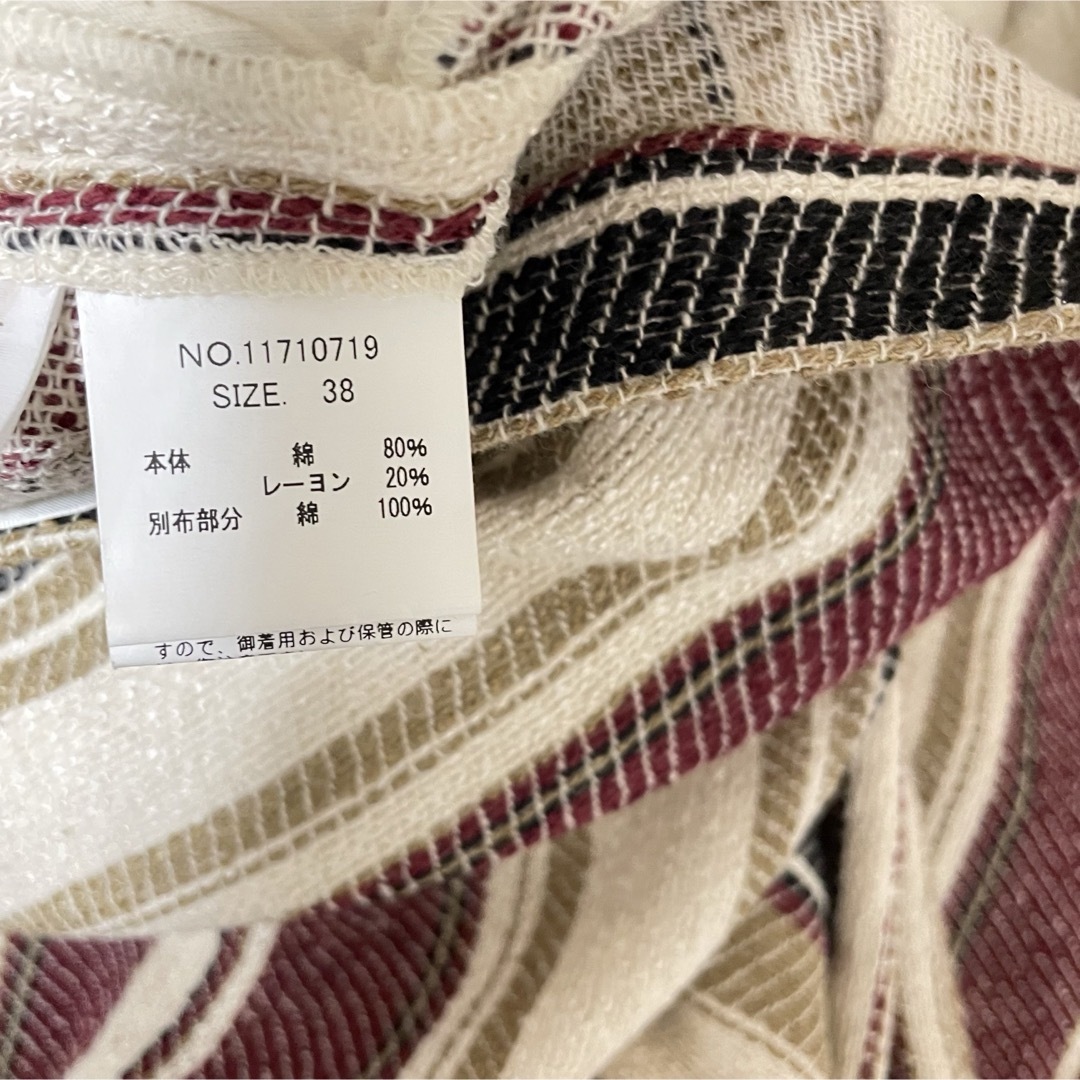 NO.11710719
SIZE. 38
本体 綿 80%
レーヨン 20%
別布部分 綿 100%
すので、御着用および保管の際に